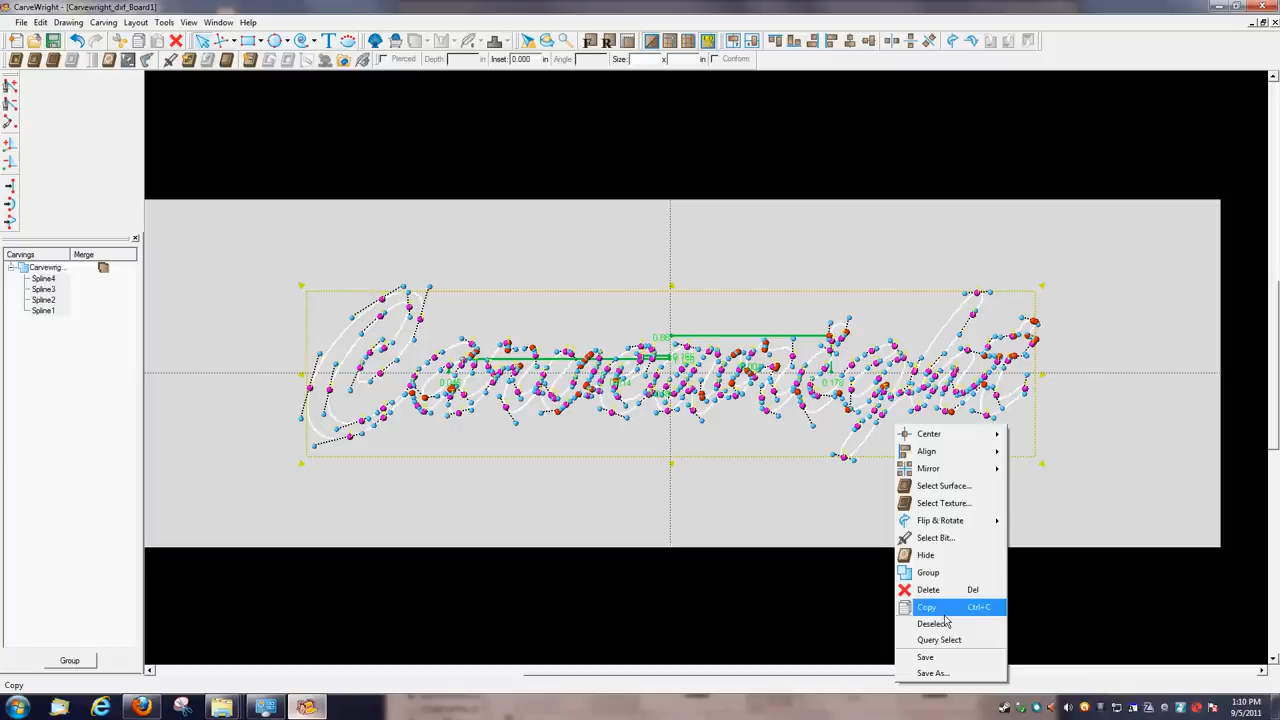 CarveWright - [Carvewright_dxf_Board1]
File Edit Drawing Layout Tools View Window Help
Pierced Depth in Inset: 0.000 in Angle Size: x in Conform
Carvings Merge
Carvewrig...
Spline4
Spline3
Spline2
Spline1
Carvewright
Center
Align
Mirror
Select Surface...
Select Texture...
Flip & Rotate
Select Bit...
Hide
Group
Delete Del
Copy Ctrl+C
Deselect
Query Select
Save
Save As...
Group
Copy
1:10 PM
9/5/2011